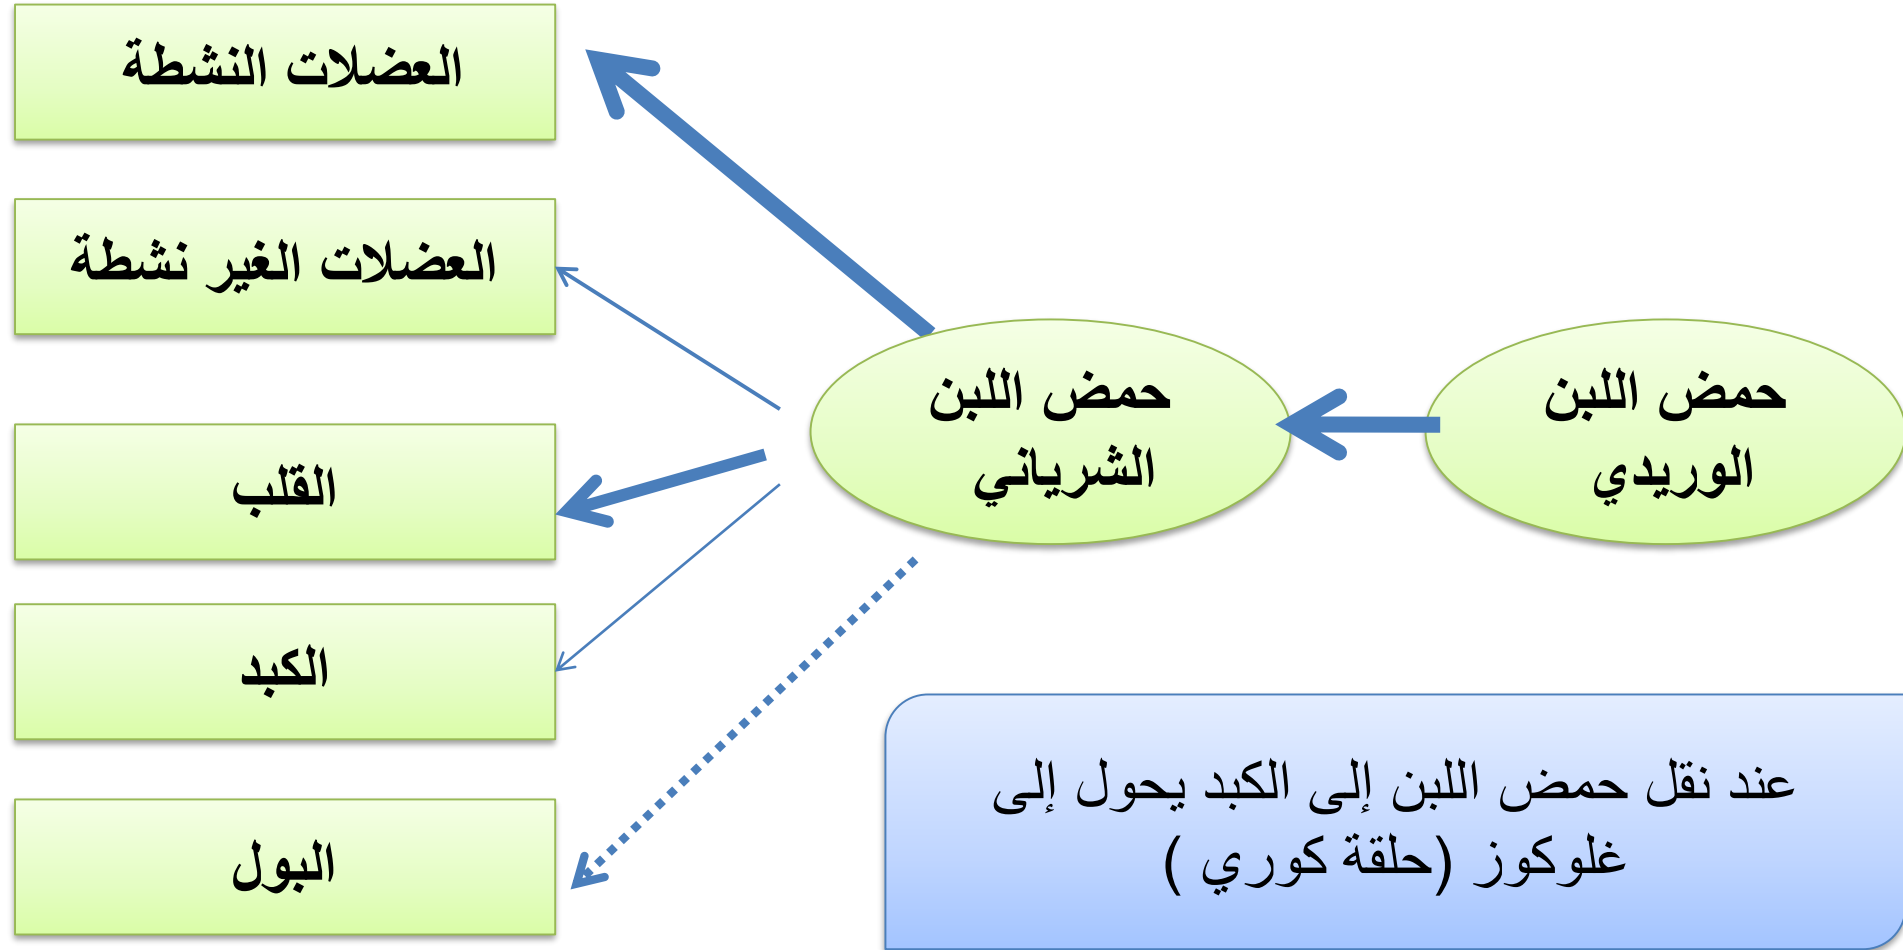 العضلات النشطة
العضلات الغير نشطة
حمض اللبن
الوريدي
حمض اللبن
الشرياني
القلب
الكبد
البول
عند نقل حمض اللبن إلى الكبد يحول إلى
غلوكوز (حلقة كوري )